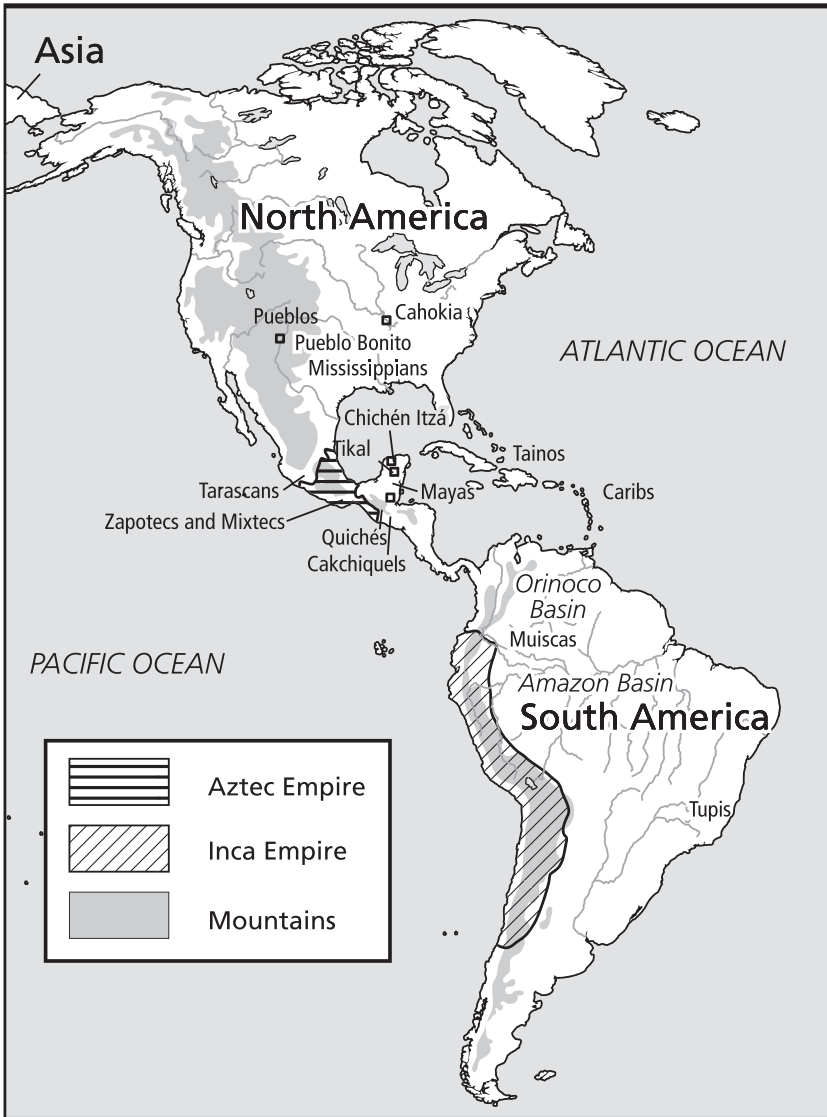 Asia
North America
Cahokia
Pueblos
Pueblo Bonito
Mississippians
ATLANTIC OCEAN
Chichén Itzá
Tikal
Tainos
Tarascans
Mayas
Caribs
Zapotecs and Mixtecs
Quichés
Cakchiquels
Orinoco
Basin
Muiscas
PACIFIC OCEAN
Amazon Basin
South America
Tupis
Aztec Empire
Inca Empire
Mountains